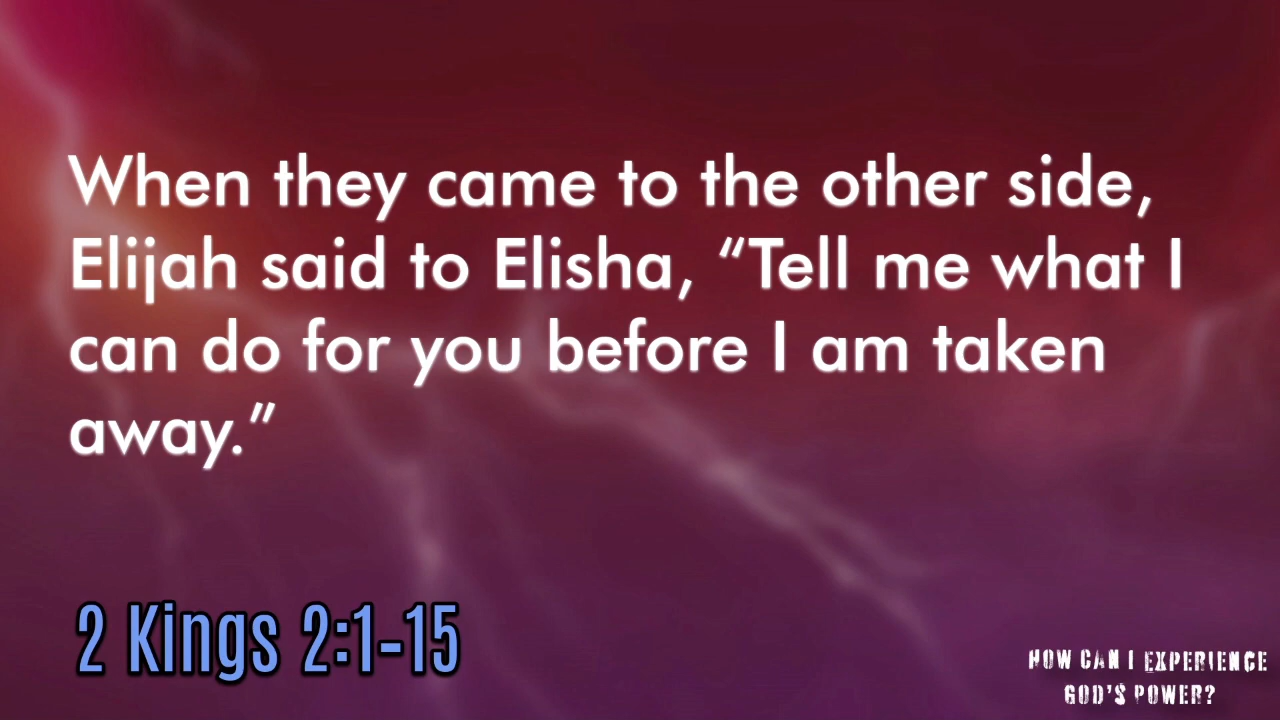 When they came to the other side,
Elijah said to Elisha, “Tell me what I
can do for you before I am taken
away.”
2 Kings 2:1-15
HOW CAN I EXPERIENCE
GOD'S POWER?